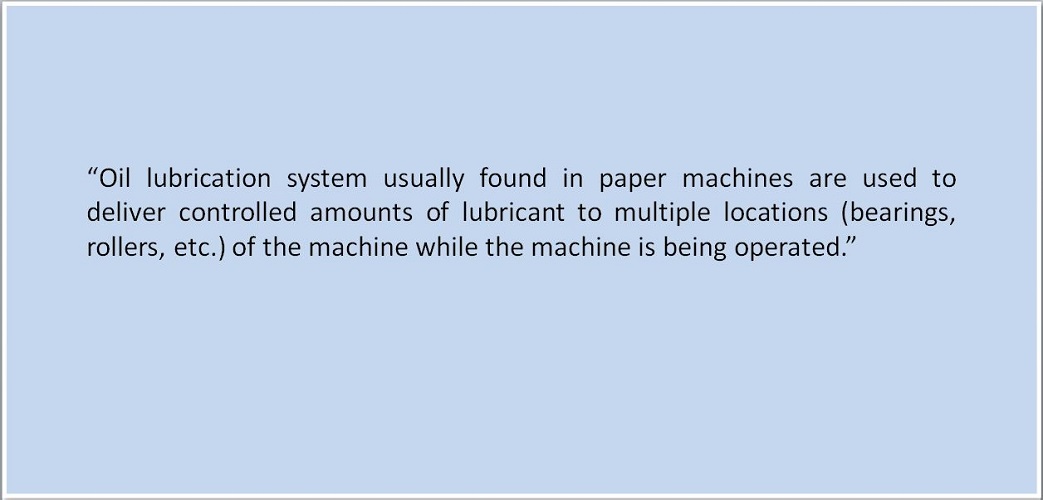 “Oil lubrication system usually found in paper machines are used to
deliver controlled amounts of lubricant to multiple locations (bearings,
rollers, etc.) of the machine while the machine is being operated.”